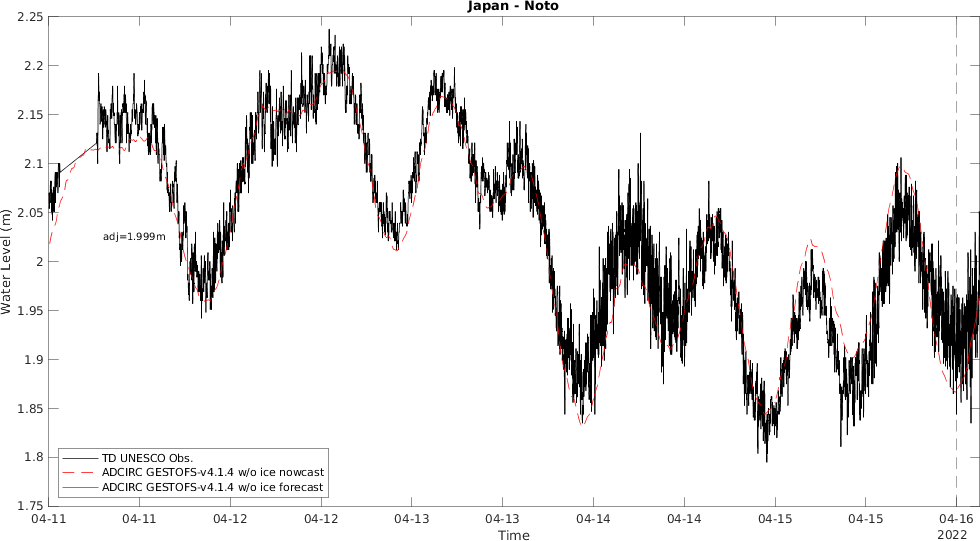 Japan - Noto
2.25
2.2
2.15
2.1
2.05
2
1.95
1.9
1.85
1.8
1.75
Water Level (m)
adj=1.999m
TD UNESCO Obs.
ADCIRC GESTOFS-v4.1.4 w/o ice nowcast
ADCIRC GESTOFS-v4.1.4 w/o ice forecast
04-11 04-11 04-12 04-12 04-13 04-13 04-14 04-14 04-15 04-15 04-16
Time
2022